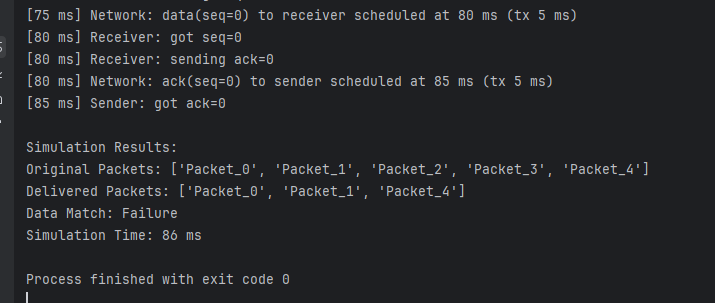 [75 ms] Network: data(seq=0) to receiver scheduled at 80 ms (tx 5 ms)
[80 ms] Receiver: got seq=0
[80 ms] Receiver: sending ack=0
[80 ms] Network: ack(seq=0) to sender scheduled at 85 ms (tx 5 ms)
[85 ms] Sender: got ack=0
Simulation Results:
Original Packets: ['Packet_0', 'Packet_1', 'Packet_2', 'Packet_3', 'Packet_4']
Delivered Packets: ['Packet_0', 'Packet_1', 'Packet_4']
Data Match: Failure
Simulation Time: 86 ms
Process finished with exit code 0